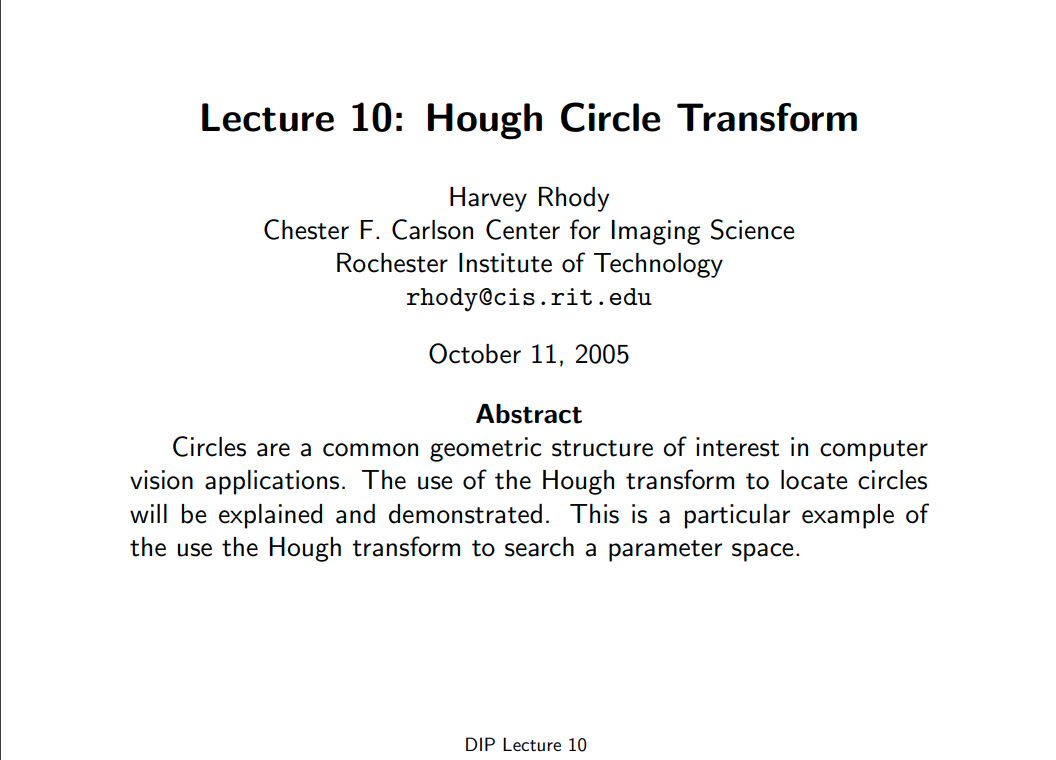 Lecture 10: Hough Circle Transform
Harvey Rhody
Chester F. Carlson Center for Imaging Science
Rochester Institute of Technology
rhody@cis.rit.edu
October 11, 2005
Abstract
Circles are a common geometric structure of interest in computer
vision applications. The use of the Hough transform to locate circles
will be explained and demonstrated. This is a particular example of
the use the Hough transform to search a parameter space.
DIP Lecture 10